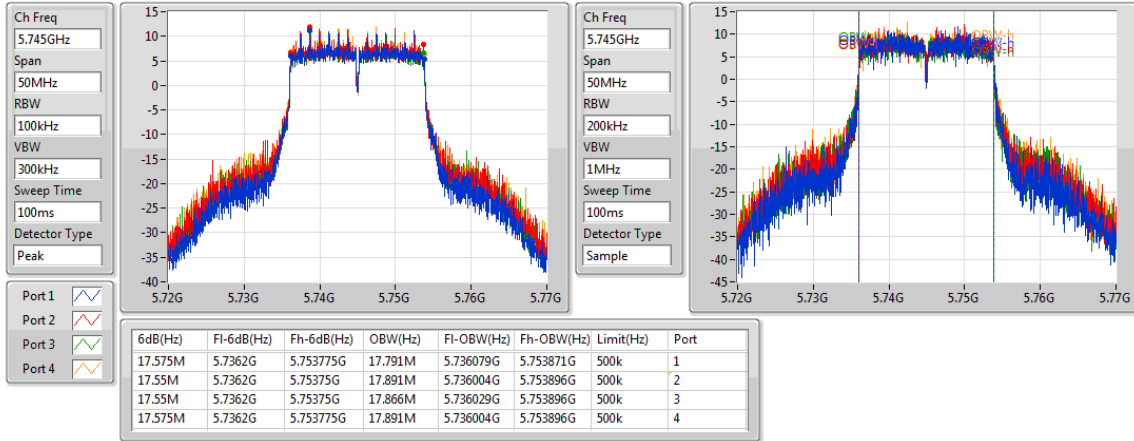 Ch Freq
5.745GHz
Span
50MHz
RBW
100kHz
VBW
300kHz
Sweep Time
100ms
Detector Type
Peak
15
10
5
0
-5
-10
-15
-20
-25
-30
-35
-40
5.72G 5.73G 5.74G 5.75G 5.76G 5.77G
Ch Freq
5.745GHz
Span
50MHz
RBW
200kHz
VBW
1MHz
Sweep Time
100ms
Detector Type
Sample
15
10
5
0
-5
-10
-15
-20
-25
-30
-35
-40
-45
5.72G 5.73G 5.74G 5.75G 5.76G 5.77G
Port 1
Port 2
Port 3
Port 4
6dB(Hz) Fl-6dB(Hz) Fh-6dB(Hz) OBW(Hz) Fl-OBW(Hz) Fh-OBW(Hz) Limit(Hz) Port
17.575M 5.7362G 5.753775G 17.791M 5.736079G 5.753871G 500k 1
17.55M 5.7362G 5.75375G 17.891M 5.736004G 5.753896G 500k 2
17.55M 5.7362G 5.75375G 17.866M 5.736029G 5.753896G 500k 3
17.575M 5.7362G 5.753775G 17.891M 5.736004G 5.753896G 500k 4